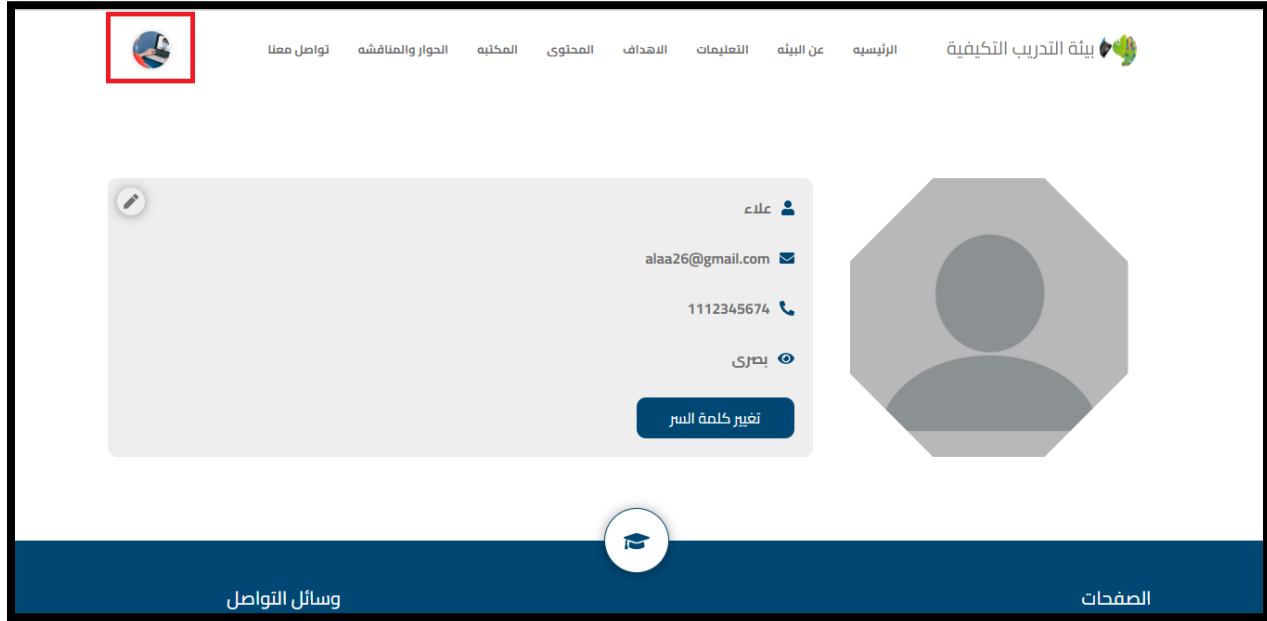 بيئة التدريب التكيفية
الرئيسيه
عن البيئه
التعليمات
الاهداف
المحتوى
المكتبه
الحوار والمناقشه
تواصل معنا
علاء
alaa26@gmail.com
1112345674
بصرى
تغيير كلمة السر
الصفحات
وسائل التواصل